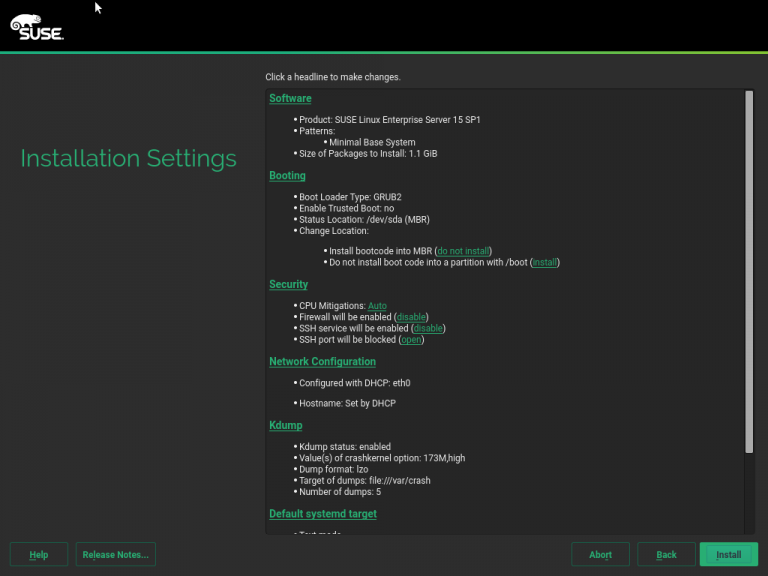 SUSE
Click a headline to make changes.
Installation Settings
Software
• Product: SUSE Linux Enterprise Server 15 SP1
• Patterns:
• Minimal Base System
• Size of Packages to Install: 1.1 GiB
Booting
• Boot Loader Type: GRUB2
• Enable Trusted Boot: no
• Status Location: /dev/sda (MBR)
• Change Location:
• Install bootcode into MBR (do not install)
• Do not install boot code into a partition with /boot (install)
Security
• CPU Mitigations: Auto
• Firewall will be enabled (disable)
• SSH service will be enabled (disable)
• SSH port will be blocked (open)
Network Configuration
• Configured with DHCP: eth0
• Hostname: Set by DHCP
Kdump
• Kdump status: enabled
• Value(s) of crashkernel option: 173M,high
• Dump format: lzo
• Target of dumps: file:///var/crash
• Number of dumps: 5
Default systemd target
• Text mode
Help
Release Notes...
Abort
Back
Install